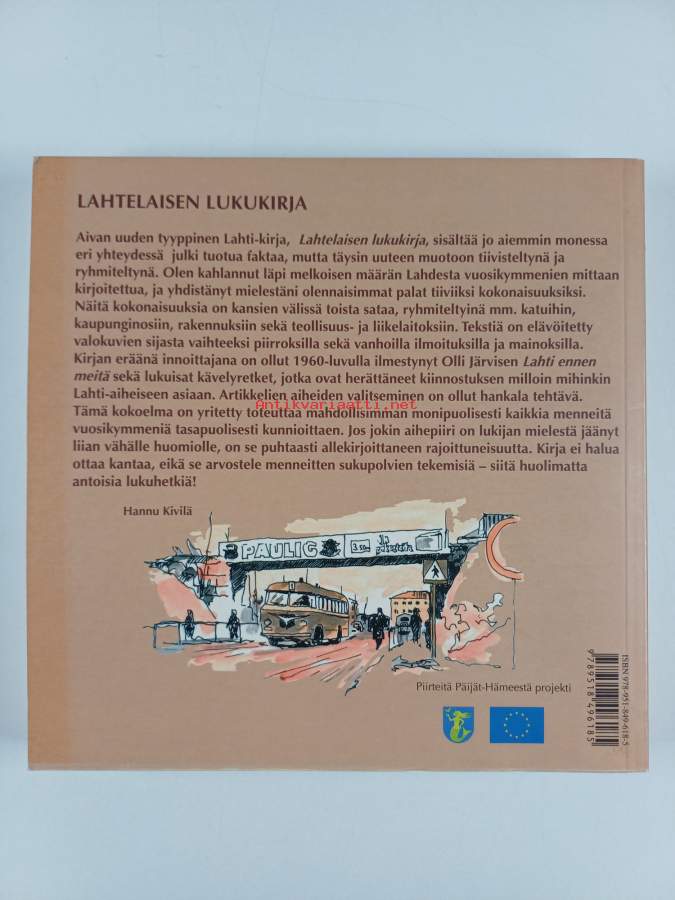 LAHTELAISEN LUKUKIRJA
Aivan uuden tyyppinen Lahti-kirja, Lahtelaisen lukukirja, sisältää jo aiemmin monessa
eri yhteydessä julki tuotua faktaa, mutta täysin uuteen muotoon tiivisteltynä ja
ryhmiteltynä. Olen kahlannut läpi melkoisen määrän Lahdesta vuosikymmenien mittaan
kirjoitettua, ja yhdistänyt mielestäni olennaisimmat palat tiiviiksi kokonaisuuksiksi.
Näitä kokonaisuuksia on kansien välissä toista sataa, ryhmiteltyinä mm. katuihin,
kaupunginosiin, rakennuksiin sekä teollisuus- ja liikelaitoksiin. Tekstiä on elävöitetty
valokuvien sijasta vaihteeksi piirroksilla sekä vanhoilla ilmoituksilla ja mainoksilla.
Kirjan eräänä innoittajana on ollut 1960-luvulla ilmestynyt Olli Järvisen Lahti ennen
meitä sekä lukuisat kävelyretket, jotka ovat herättäneet kiinnostuksen milloin mihinkin
Lahti-aiheiseen asiaan. Artikkelien aiheiden valitseminen on ollut hankala tehtävä.
Antikvariaatti.net
Tämä kokoelma on yritetty toteuttaa mahdollisimman monipuolisesti kaikkia menneitä
vuosikymmeniä tasapuolisesti kunnioittaen. Jos jokin aihepiiri on lukijan mielestä jäänyt
liian vähälle huomiolle, on se puhtaasti allekirjoittaneen rajoittuneisuutta. Kirja ei halua
ottaa kantaa, eikä se arvostele menneitten sukupolvien tekemisiä – siitä huolimatta
antoisia lukuhetkiä!
Hannu Kivilä
PAULIG
2
Piirteitä Päijät-Hämeestä projekti
ISBN 978-951-849-618-5
9789518496185